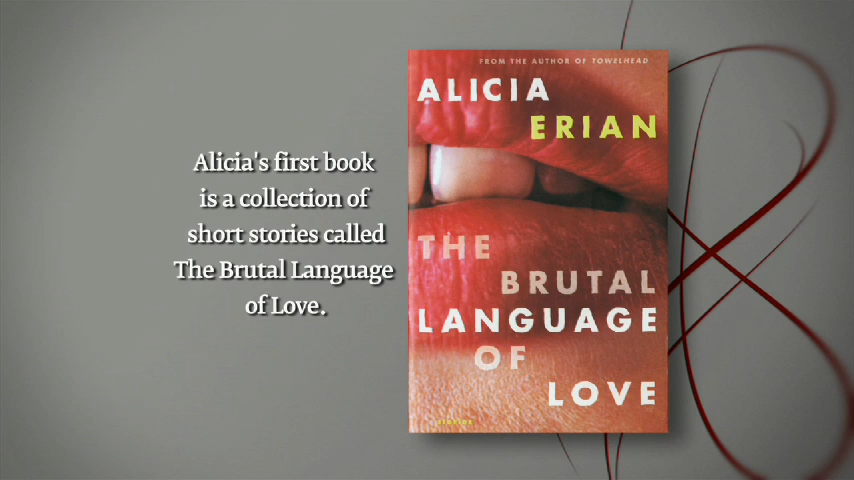 Alicia's first book
is a collection of
short stories called
The Brutal Language
of Love.
FROM THE AUTHOR OF TOWELHEAD
ALICIA
ERIAN
THE
BRUTAL
LANGUAGE
OF
LOVE
stories